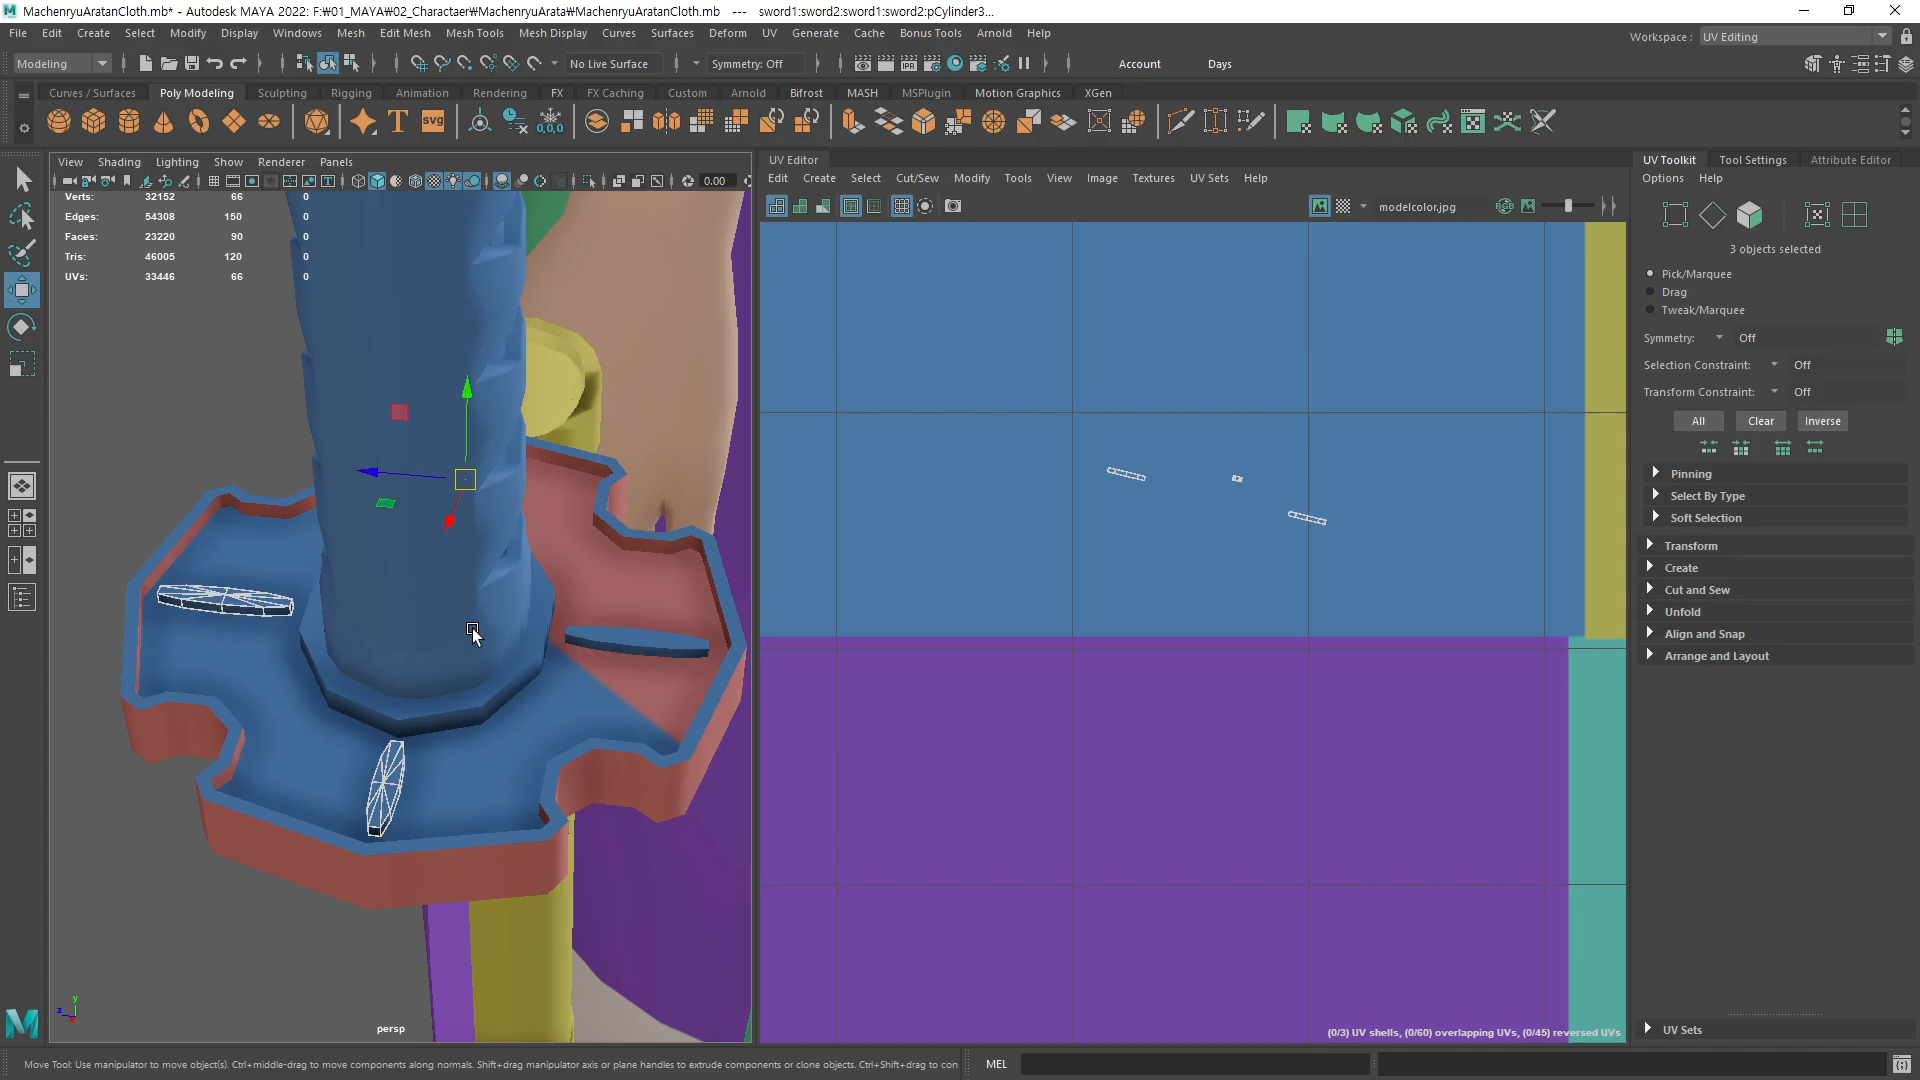 MachenryuAratanCloth.mb* - Autodesk MAYA 2022: F:₩01_MAYA₩02_Charactaer₩MachenryuArata₩MachenryuAratanCloth.mb   ---   sword1:sword2:sword1:sword2:pCylinder3...
File Edit Create Select Modify Display Windows Mesh Edit Mesh Mesh Tools Mesh Display Curves Surfaces Deform UV Generate Cache Bonus Tools Arnold Help
Workspace : UV Editing
Modeling No Live Surface Symmetry: Off Account Days
Curves / Surfaces Poly Modeling Sculpting Rigging Animation Rendering FX FX Caching Custom Arnold Bifrost MASH MSPlugin Motion Graphics XGen
T svg 0,0,0 IPR
View Shading Lighting Show Renderer Panels
0.00
Verts: 32152 66 0
Edges: 54308 150 0
Faces: 23220 90 0
Tris: 46005 120 0
UVs: 33446 66 0
y
z
persp
UV Editor
Edit Create Select Cut/Sew Modify Tools View Image Textures UV Sets Help
modelcolor.jpg
RGB
(0/3) UV shells, (0/60) overlapping UVs, (0/45) reversed UVs
UV Toolkit Tool Settings Attribute Editor
Options Help
3 objects selected
Pick/Marquee
Drag
Tweak/Marquee
Symmetry: Off
Selection Constraint: Off
Transform Constraint: Off
All Clear Inverse
Pinning
Select By Type
Soft Selection
Transform
Create
Cut and Sew
Unfold
Align and Snap
Arrange and Layout
UV Sets
Move Tool: Use manipulator to move object(s). Ctrl+middle-drag to move components along normals. Shift+drag manipulator axis or plane handles to extrude components or clone objects. Ctrl+Shift+drag to con
MEL